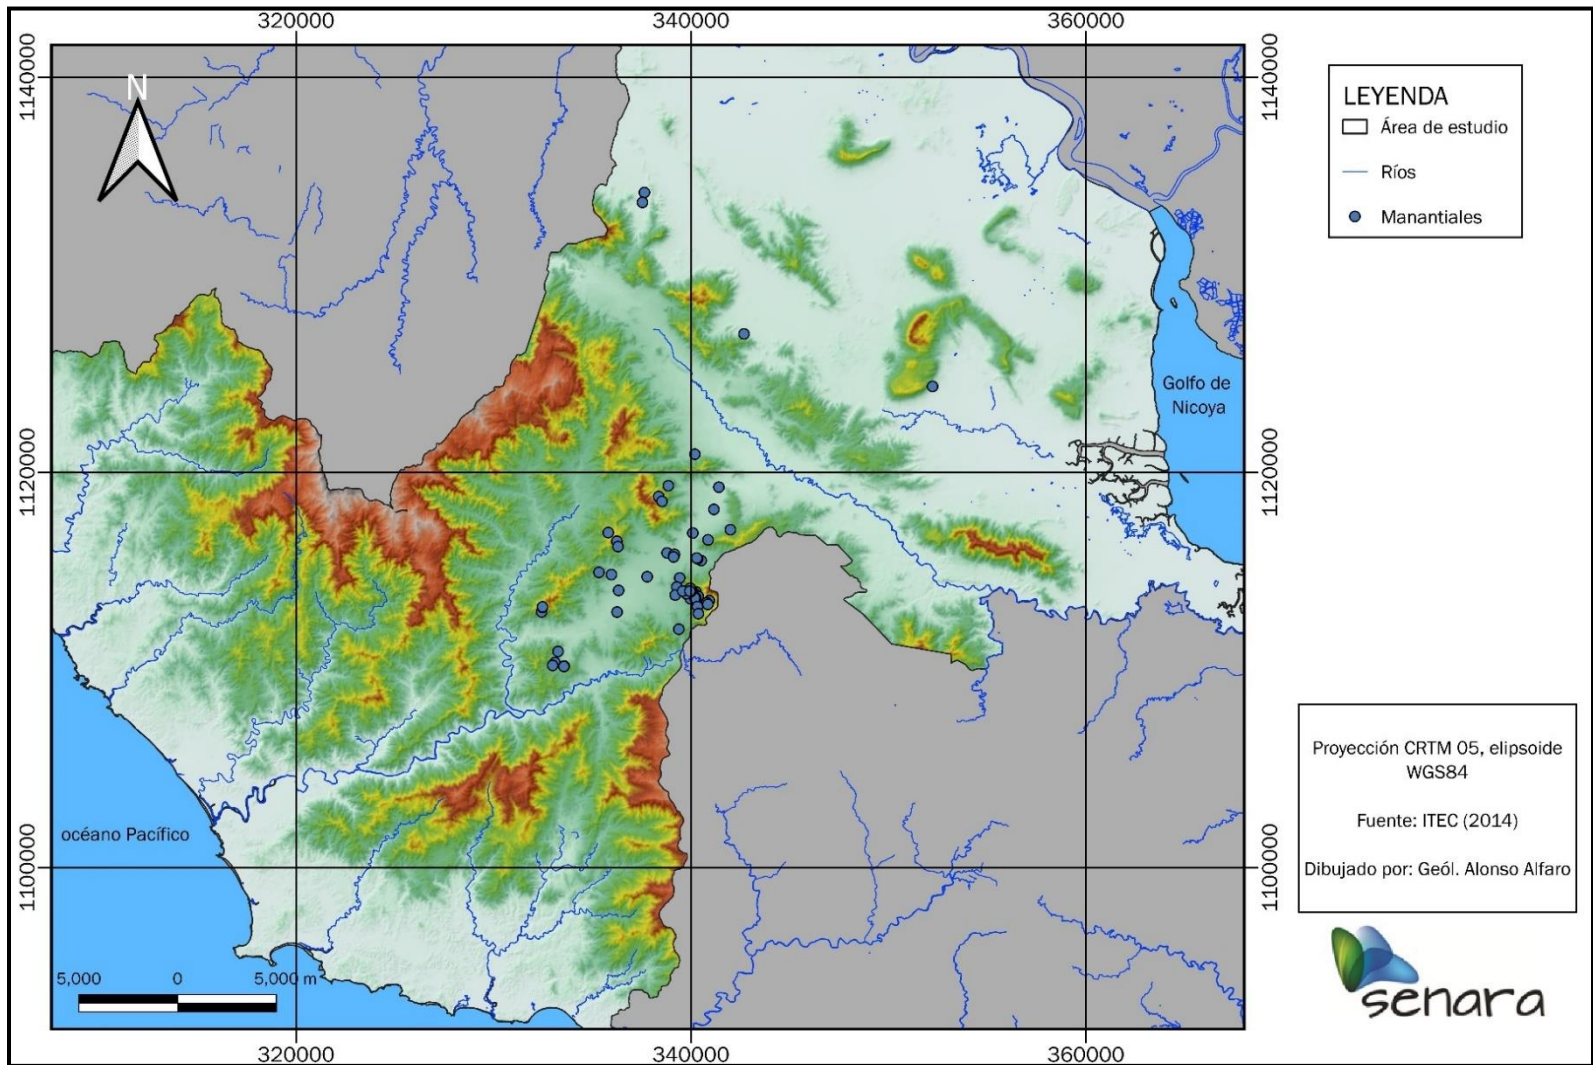 320000
340000
360000
1140000
1140000
N
LEYENDA
Área de estudio
Ríos
Manantiales
Golfo de
Nicoya
1120000
1120000
Proyección CRTM 05, elipsoide
WGS84
Fuente: ITEC (2014)
Dibujado por: Geól. Alonso Alfaro
océano Pacífico
1100000
1100000
5,000 0 5,000 m
senara
320000
340000
360000